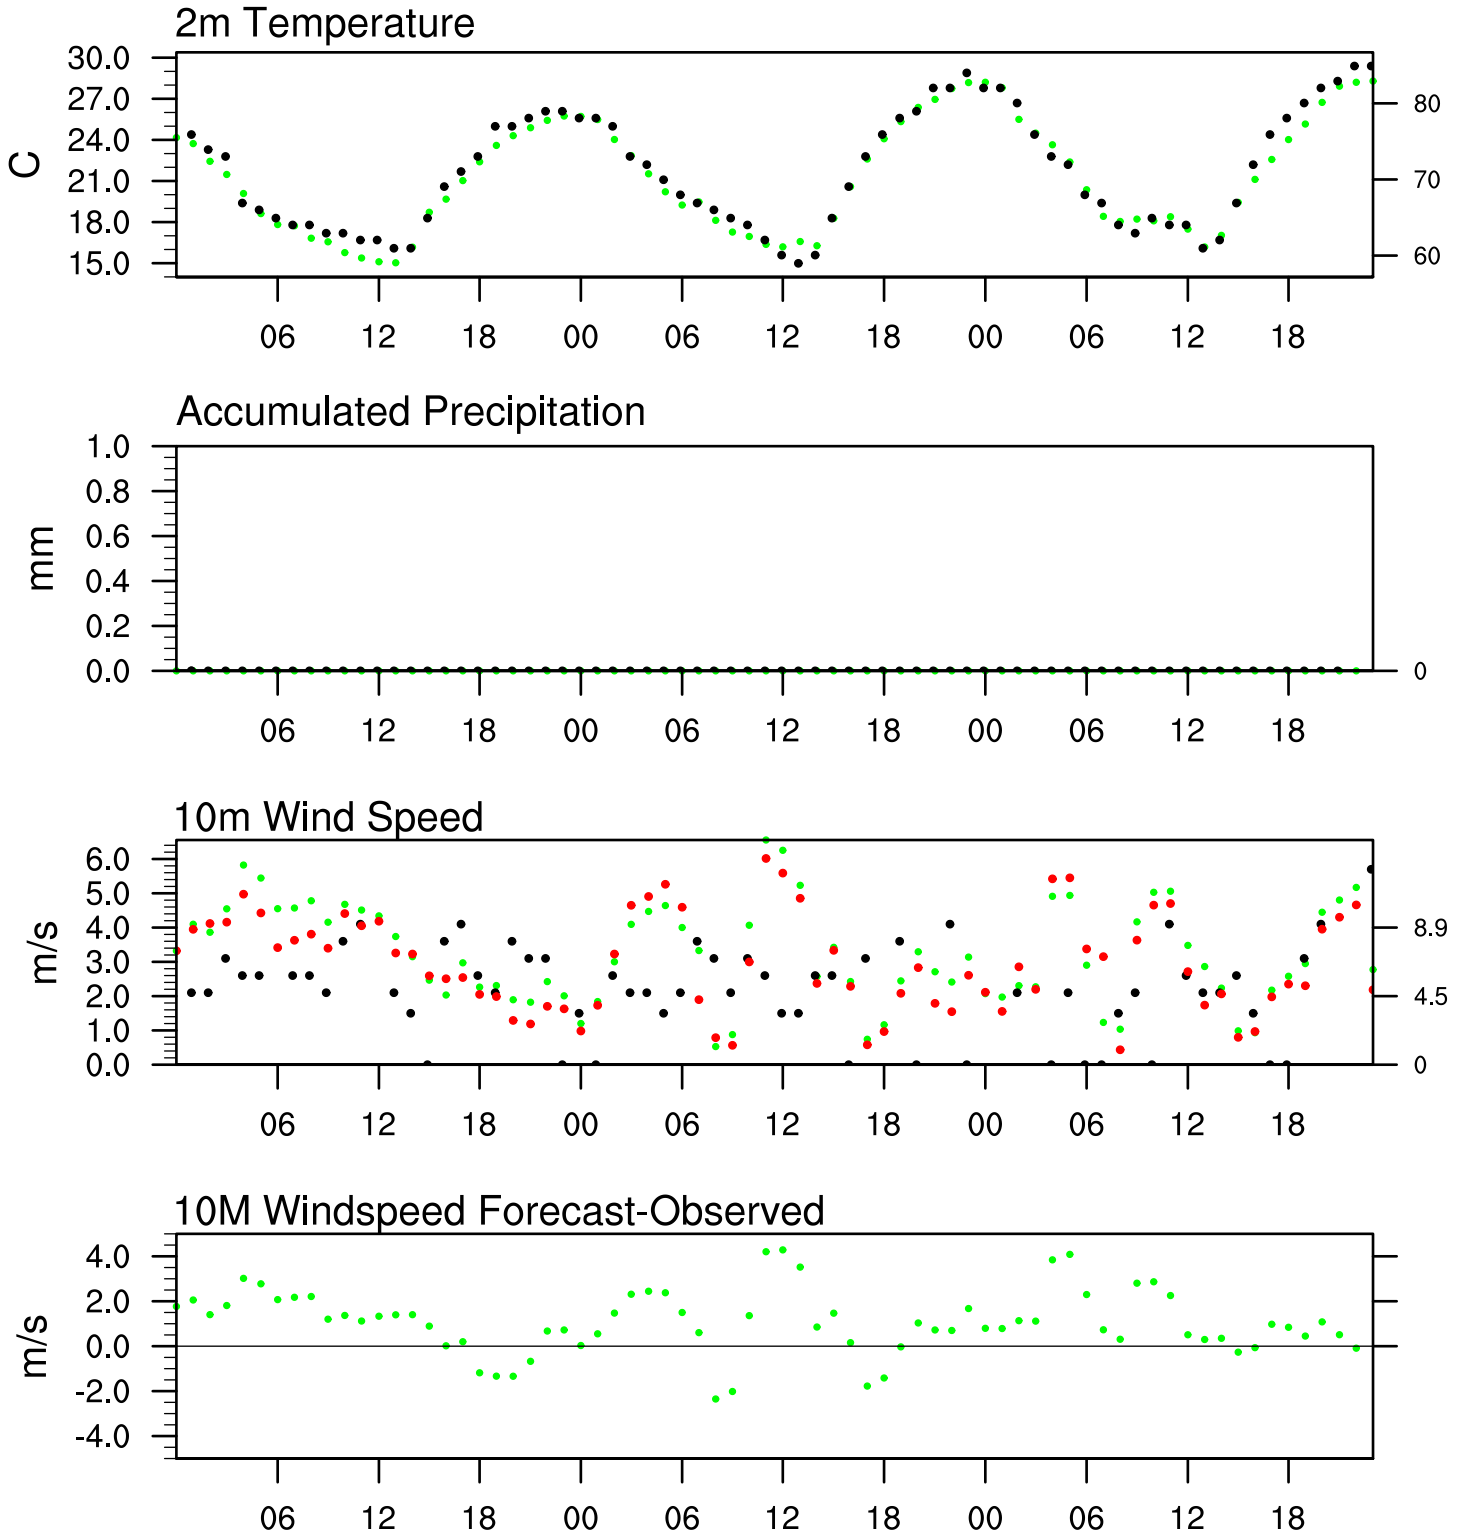 2m Temperature
30.0
27.0
24.0
21.0
18.0
15.0
C
80
70
60
06 12 18 00 06 12 18 00 06 12 18
Accumulated Precipitation
1.0
0.8
0.6
0.4
0.2
0.0
mm
0
06 12 18 00 06 12 18 00 06 12 18
10m Wind Speed
6.0
5.0
4.0
3.0
2.0
1.0
0.0
m/s
8.9
4.5
0
06 12 18 00 06 12 18 00 06 12 18
10M Windspeed Forecast-Observed
4.0
2.0
0.0
-2.0
-4.0
m/s
06 12 18 00 06 12 18 00 06 12 18